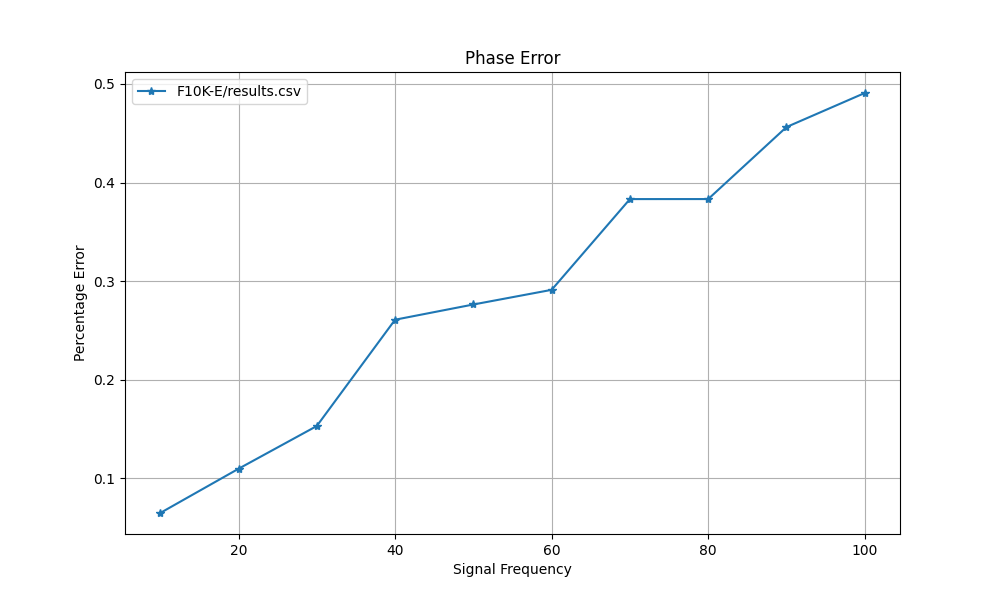 Phase Error
F10K-E/results.csv
Percentage Error
0.5
0.4
0.3
0.2
0.1
20 40 60 80 100
Signal Frequency